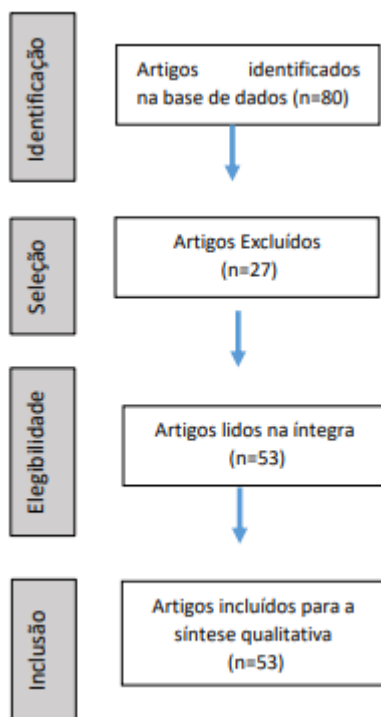 Identificação
Artigos identificados
na base de dados (n=80)
Seleção
Artigos Excluídos
(n=27)
Elegibilidade
Artigos lidos na íntegra
(n=53)
Inclusão
Artigos incluídos para a
síntese qualitativa
(n=53)